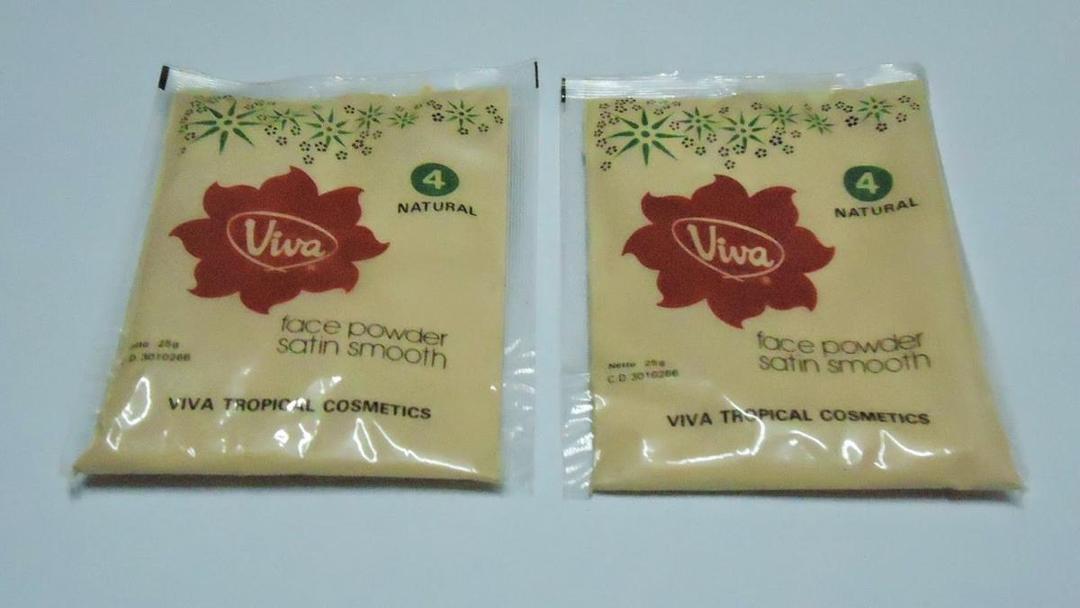 4
NATURAL
Viva
face powder
satin smooth
25g
C.D. 3010266
VIVA TROPICAL COSMETICS
4
NATURAL
Viva
face powder
satin smooth
Netto 25g
C.D. 3010266
VIVA TROPICAL COSMETICS